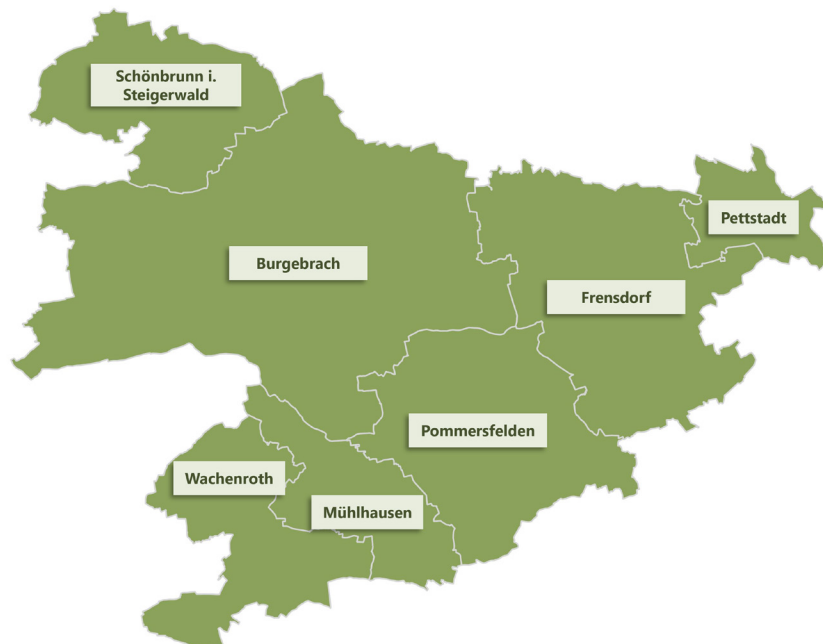 Schönbrunn i.
Steigerwald
Pettstadt
Burgebrach
Frensdorf
Pommersfelden
Wachenroth
Mühlhausen